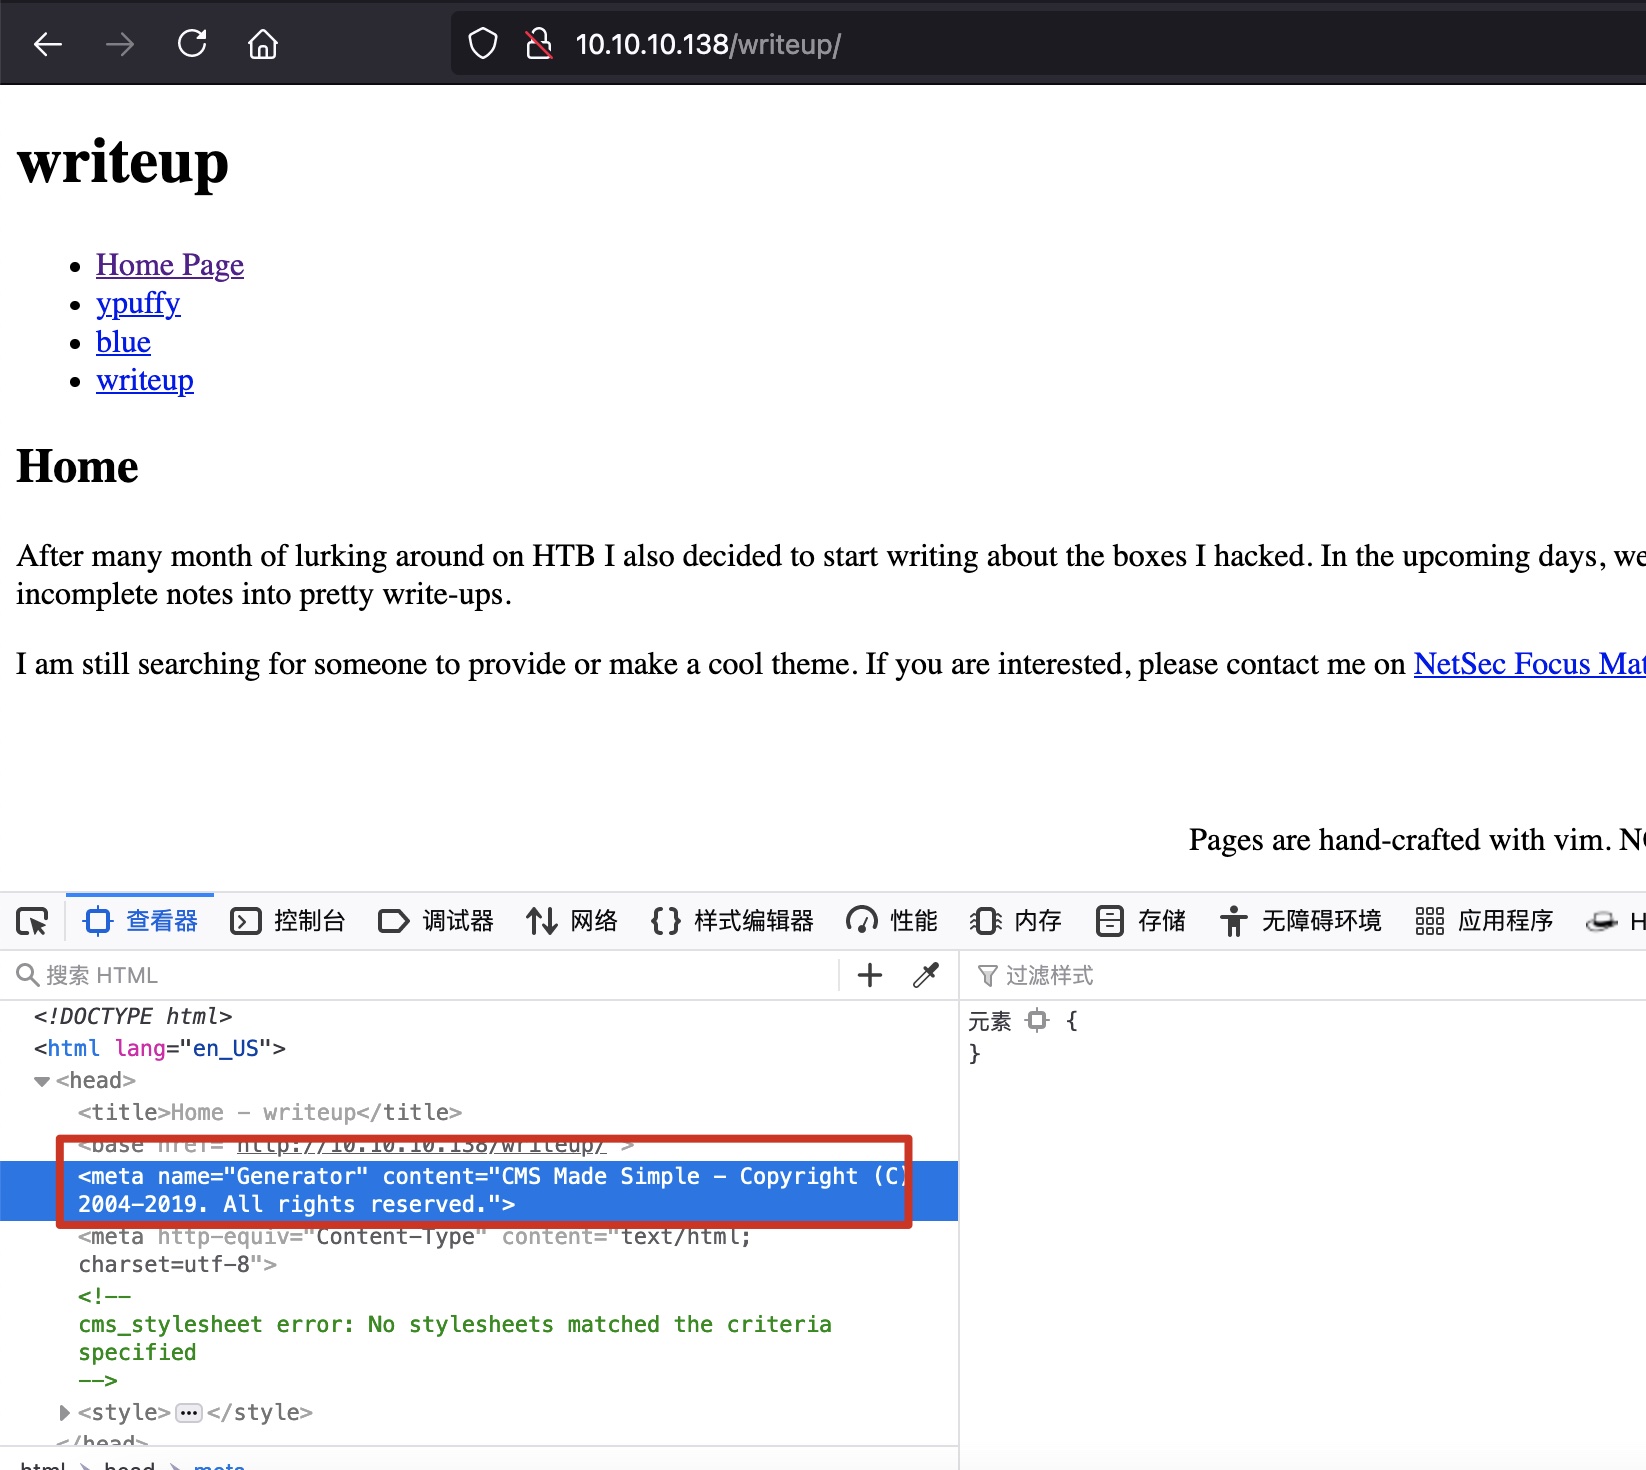 10.10.10.138/writeup/
writeup
Home Page
ypuffy
blue
writeup
Home
After many month of lurking around on HTB I also decided to start writing about the boxes I hacked. In the upcoming days, we
incomplete notes into pretty write-ups.
I am still searching for someone to provide or make a cool theme. If you are interested, please contact me on NetSec Focus Mat
Pages are hand-crafted with vim. NO
查看器 控制台 调试器 网络 样式编辑器 性能 内存 存储 无障碍环境 应用程序 H
搜索 HTML
过滤样式
<!DOCTYPE html>
<html lang="en_US">
<head>
<title>Home - writeup</title>
<base href="http://10.10.10.138/writeup/">
<meta name="Generator" content="CMS Made Simple - Copyright (C)
2004-2019. All rights reserved.">
<meta http-equiv="Content-Type" content="text/html;
charset=utf-8">
<!--
cms_stylesheet error: No stylesheets matched the criteria
specified
-->
<style>…</style>
</head>
html > head > meta
元素 {
}